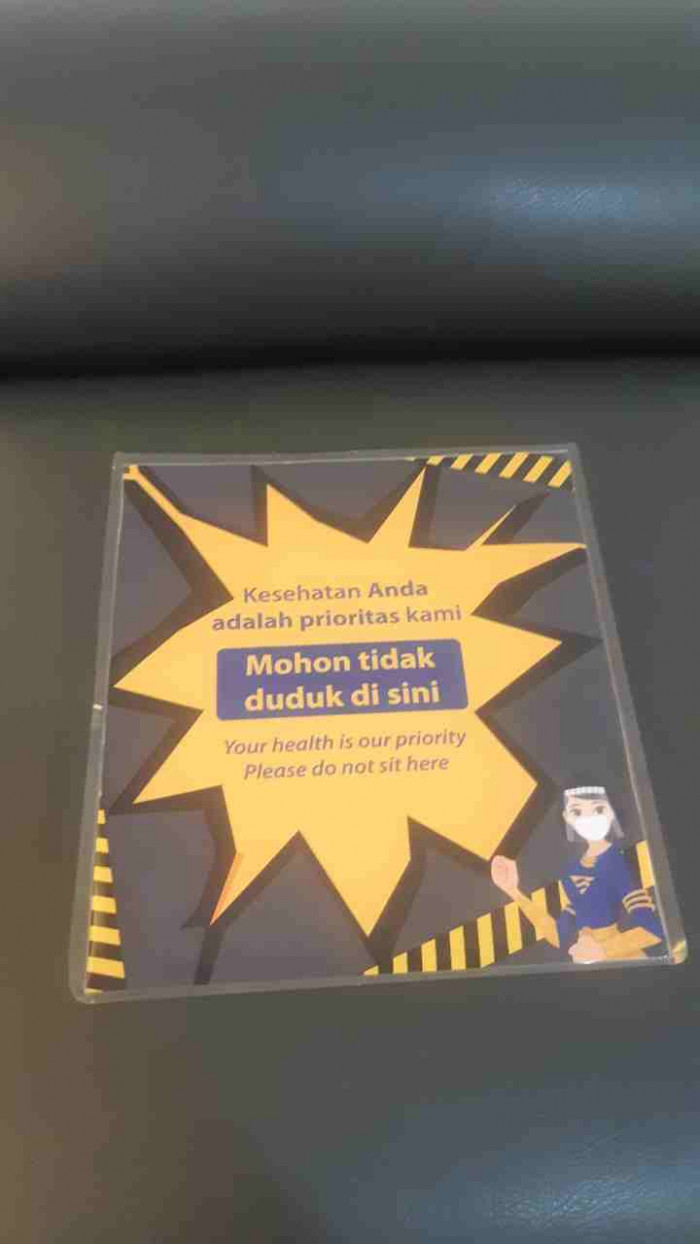 Kesehatan Anda
adalah prioritas kami
Mohon tidak
duduk di sini
Your health is our priority
Please do not sit here